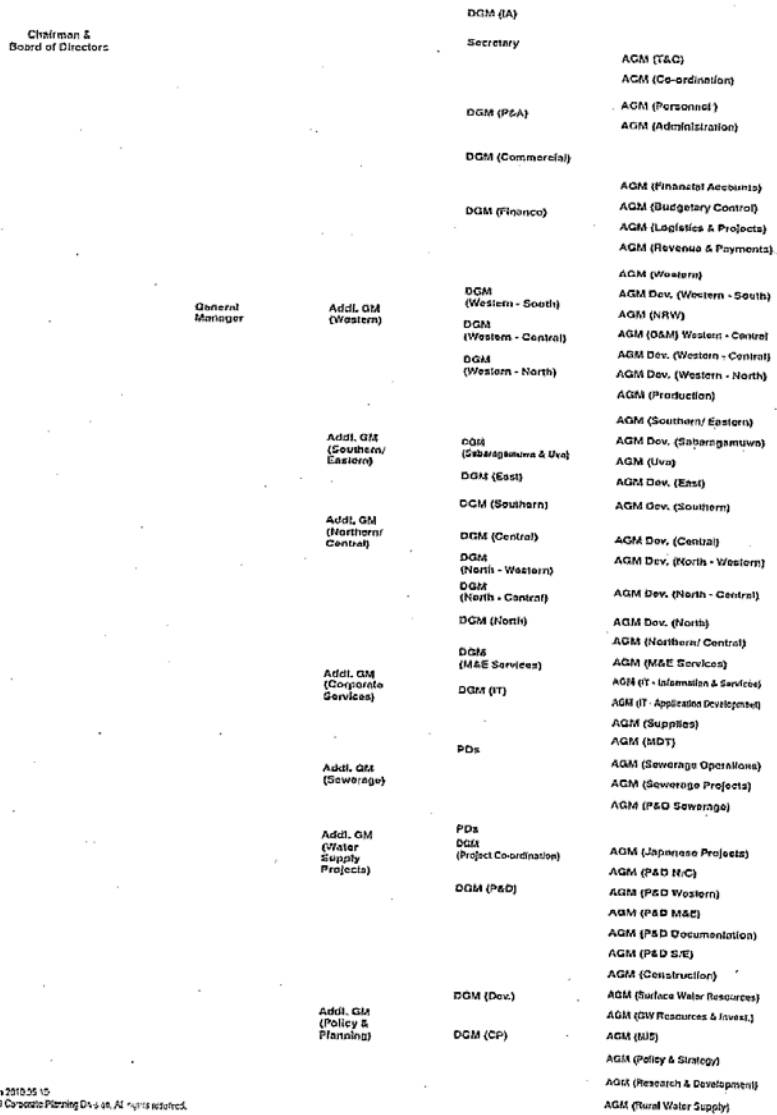 Chairman &
Board of Directors
General
Manager
Addl. GM
(Western)
Addl. GM
(Southern/
Eastern)
Addl. GM
(Northern/
Central)
Addl. GM
(Corporate
Services)
Addl. GM
(Sewerage)
Addl. GM
(Water
Supply
Projects)
Addl. GM
(Policy &
Planning)
DGM (IA)
Secretary
DGM (P&A)
DGM (Commercial)
DGM (Finance)
DGM
(Western - South)
DGM
(Western - Central)
DGM
(Western - North)
DGM
(Sabaragamuwa & Uva)
DGM (East)
DGM (Southern)
DGM (Central)
DGM
(North - Western)
DGM
(North - Central)
DGM (North)
DGM
(M&E Services)
DGM (IT)
PDs
PDs
DGM
(Project Co-ordination)
DGM (P&D)
DGM (Dev.)
DGM (CP)
AGM (T&C)
AGM (Co-ordination)
AGM (Personnel)
AGM (Administration)
AGM (Financial Accounts)
AGM (Budgetary Control)
AGM (Logistics & Projects)
AGM (Revenue & Payments)
AGM (Western)
AGM Dev. (Western - South)
AGM (NRW)
AGM (O&M) Western - Central
AGM Dev. (Western - Central)
AGM Dev. (Western - North)
AGM (Production)
AGM (Southern/ Eastern)
AGM Dev. (Sabaragamuwa)
AGM (Uva)
AGM Dev. (East)
AGM Dev. (Southern)
AGM Dev. (Central)
AGM Dev. (North - Western)
AGM Dev. (North - Central)
AGM Dev. (North)
AGM (Northern/ Central)
AGM (M&E Services)
AGM (IT - Information & Services)
AGM (IT - Application Development)
AGM (Supplies)
AGM (MDT)
AGM (Sewerage Operations)
AGM (Sewerage Projects)
AGM (P&D Sewerage)
AGM (Japanese Projects)
AGM (P&D N/C)
AGM (P&D Western)
AGM (P&D M&E)
AGM (P&D Documentation)
AGM (P&D S/E)
AGM (Construction)
AGM (Surface Water Resources)
AGM (GW Resources & Invest.)
AGM (MIS)
AGM (Policy & Strategy)
AGM (Research & Development)
AGM (Rural Water Supply)
Corporate Planning Division, All rights reserved.